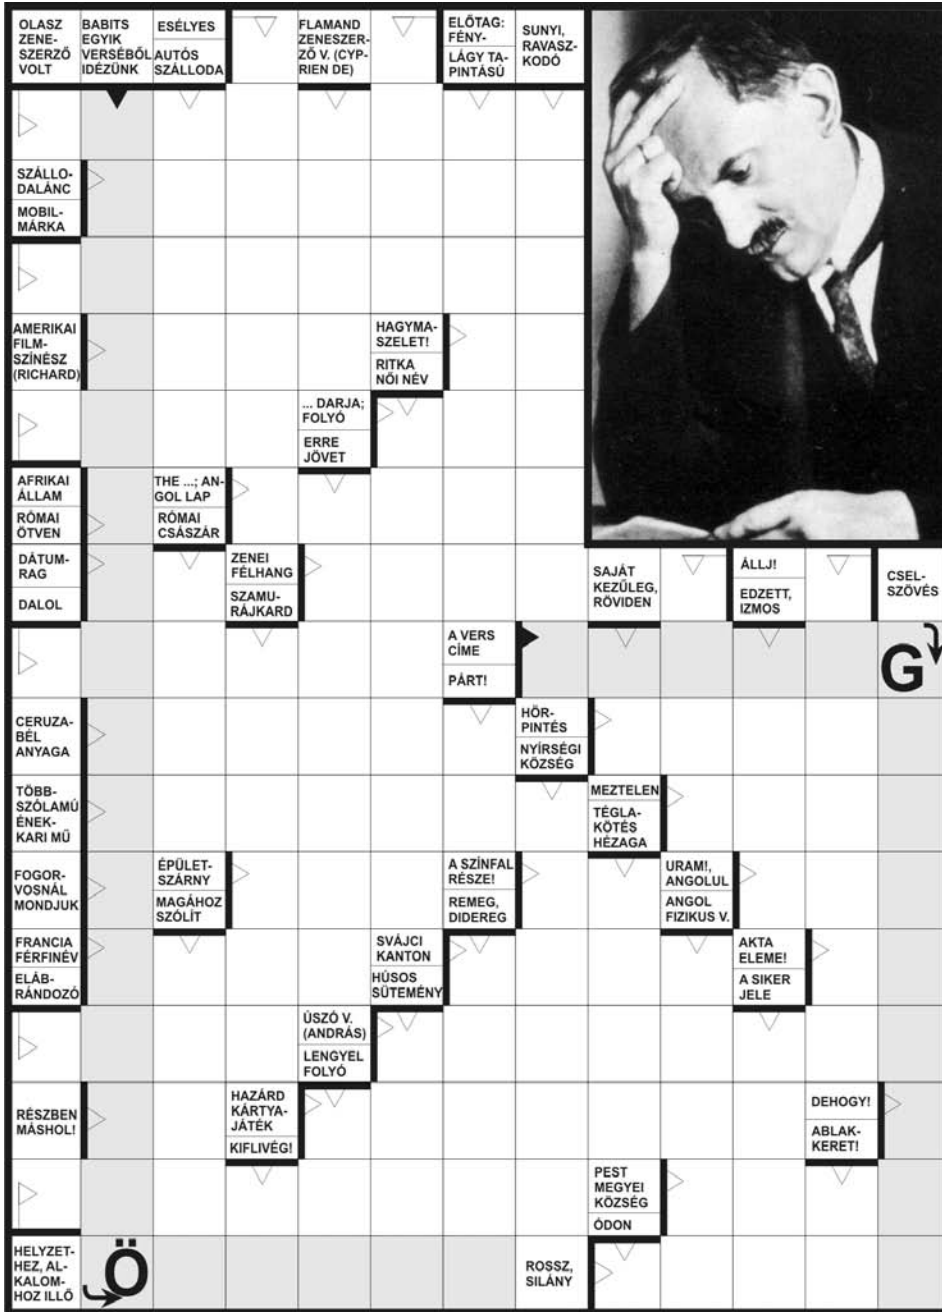 OLASZ
ZENE-
SZERZŐ
VOLT
BABITS
EGYIK
VERSÉBŐL
IDÉZÜNK
ESÉLYES
AUTÓS
SZÁLLODA
FLAMAND
ZENESZER-
ZŐ V. (CYP-
RIEN DE)
ELŐTAG:
FÉNY-
LÁGY TA-
PINTÁSÚ
SUNYI,
RAVASZ-
KODÓ
SZÁLLO-
DALÁNC
MOBIL-
MÁRKA
AMERIKAI
FILM-
SZÍNÉSZ
(RICHARD)
HAGYMA-
SZELET!
RITKA
NŐI NÉV
... DARJA;
FOLYÓ
ERRE
JÖVET
AFRIKAI
ÁLLAM
RÓMAI
ÖTVEN
THE ...; AN-
GOL LAP
RÓMAI
CSÁSZÁR
DÁTUM-
RAG
DALOL
ZENEI
FÉLHANG
SZAMU-
RÁJKARD
SAJÁT
KEZŰLEG,
RÖVIDEN
ÁLLJ!
EDZETT,
IZMOS
CSEL-
SZÖVÉS
A VERS
CÍME
PÁRT!
G
CERUZA-
BÉL
ANYAGA
HÖR-
PINTÉS
NYÍRSÉGI
KÖZSÉG
TÖBB-
SZÓLAMÚ
ÉNEK-
KARI MŰ
MEZTELEN
TÉGLA-
KÖTÉS
HÉZAGA
FOGOR-
VOSNÁL
MONDJUK
ÉPÜLET-
SZÁRNY
MAGÁHOZ
SZÓLÍT
A SZÍNFAL
RÉSZE!
REMEG,
DIDEREG
URAM!,
ANGOLUL
ANGOL
FIZIKUS V.
FRANCIA
FÉRFINÉV
ELÁB-
RÁNDOZÓ
SVÁJCI
KANTON
HÚSOS
SÜTEMÉNY
AKTA
ELEME!
A SIKER
JELE
ÚSZÓ V.
(ANDRÁS)
LENGYEL
FOLYÓ
RÉSZBEN
MÁSHOL!
HAZÁRD
KÁRTYA-
JÁTÉK
KIFLIVÉG!
DEHOGY!
ABLAK-
KERET!
PEST
MEGYEI
KÖZSÉG
ÓDON
HELYZET-
HEZ, AL-
KALOM-
HOZ ILLŐ
Ö
ROSSZ,
SILÁNY